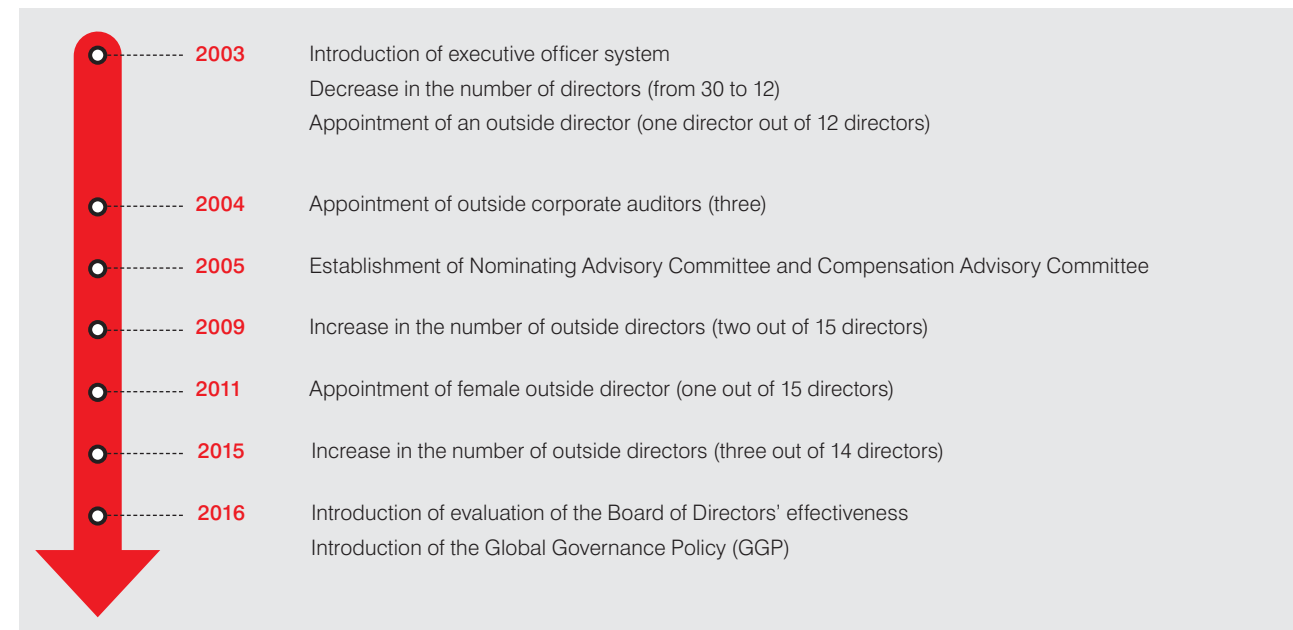 2003 Introduction of executive officer system
Decrease in the number of directors (from 30 to 12)
Appointment of an outside director (one director out of 12 directors)
2004 Appointment of outside corporate auditors (three)
2005 Establishment of Nominating Advisory Committee and Compensation Advisory Committee
2009 Increase in the number of outside directors (two out of 15 directors)
2011 Appointment of female outside director (one out of 15 directors)
2015 Increase in the number of outside directors (three out of 14 directors)
2016 Introduction of evaluation of the Board of Directors' effectiveness
Introduction of the Global Governance Policy (GGP)